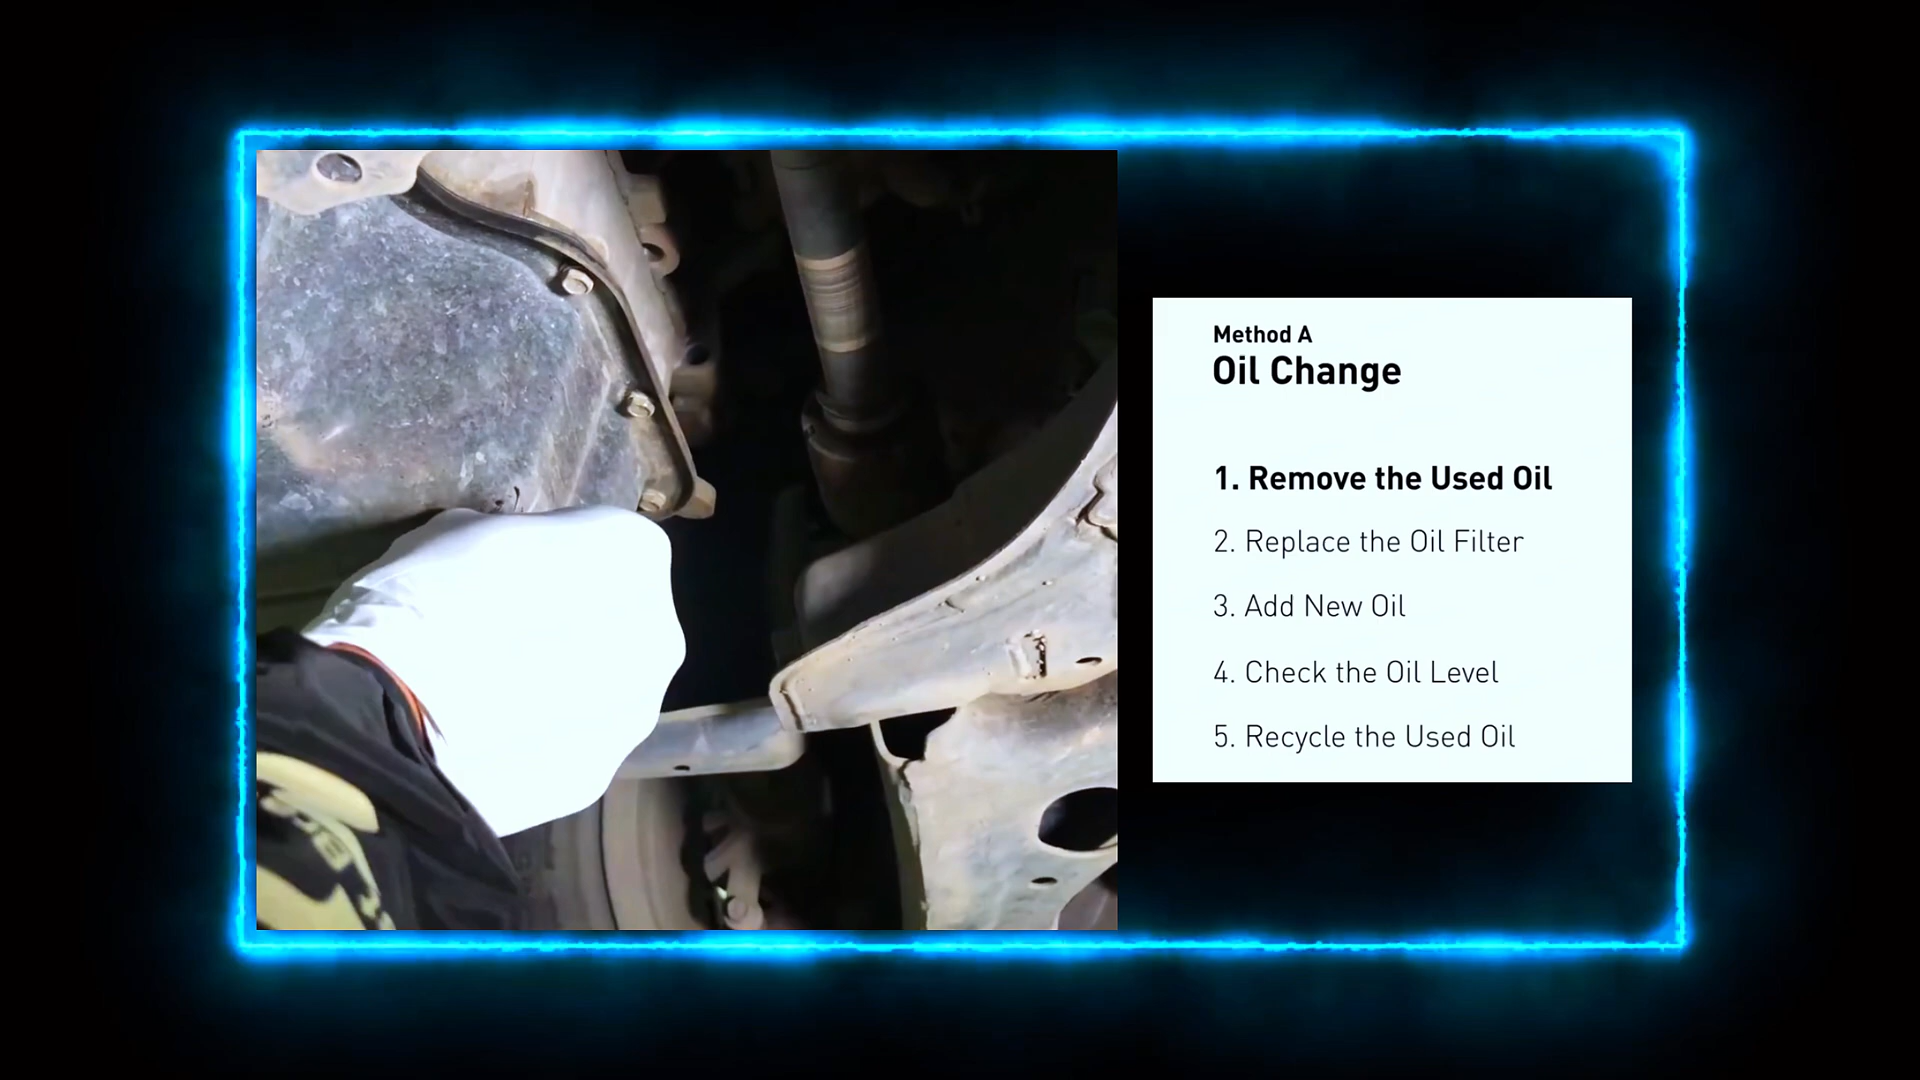 Method A
Oil Change
1. Remove the Used Oil
2. Replace the Oil Filter
3. Add New Oil
4. Check the Oil Level
5. Recycle the Used Oil